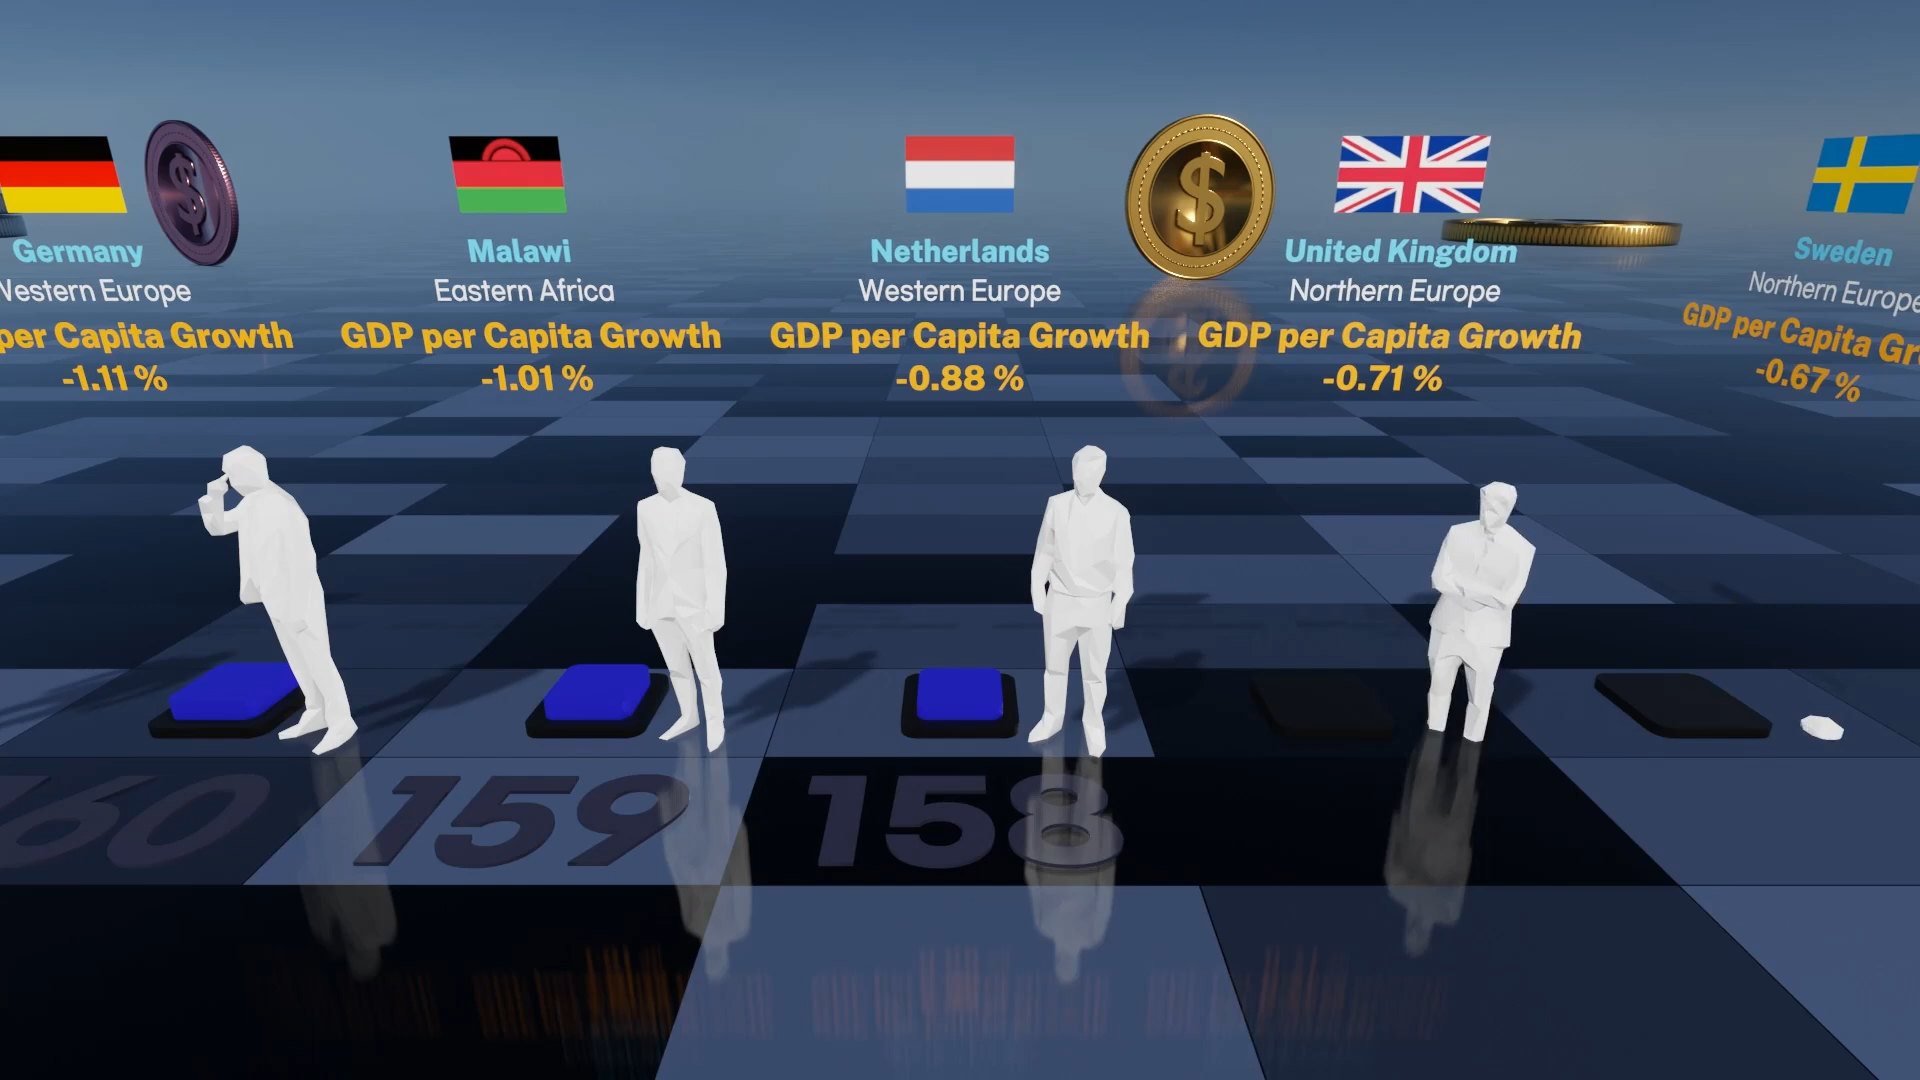 Germany
Western Europe
per Capita Growth
-1.11 %
Malawi
Eastern Africa
GDP per Capita Growth
-1.01 %
Netherlands
Western Europe
GDP per Capita Growth
-0.88 %
United Kingdom
Northern Europe
GDP per Capita Growth
-0.71 %
Sweden
Northern Europe
GDP per Capita
-0.67 %
160
159
158
$
$